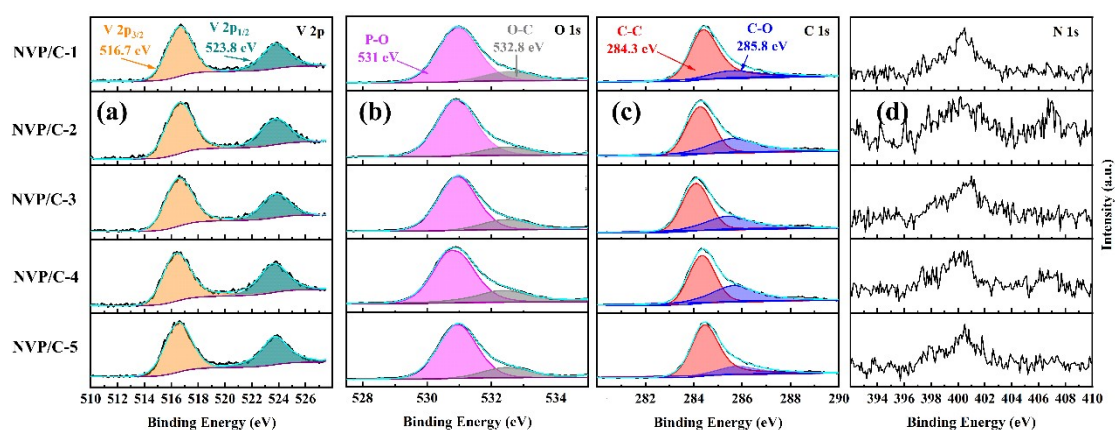 NVP/C-1
NVP/C-2
NVP/C-3
NVP/C-4
NVP/C-5
V 2p3/2
516.7 eV
V 2p1/2
523.8 eV
V 2p
(a)
510 512 514 516 518 520 522 524 526
Binding Energy (eV)
O 1s
P-O
531 eV
O-C
532.8 eV
(b)
528 530 533 535
Binding Energy (eV)
C 1s
C-C
284.3 eV
C-O
285.8 eV
(c)
282 284 286 288 290
Binding Energy (eV)
N 1s
(d)
394 396 398 400 402 404 406 408 410
Binding Euergy (eV)
Intensity (a.u.)